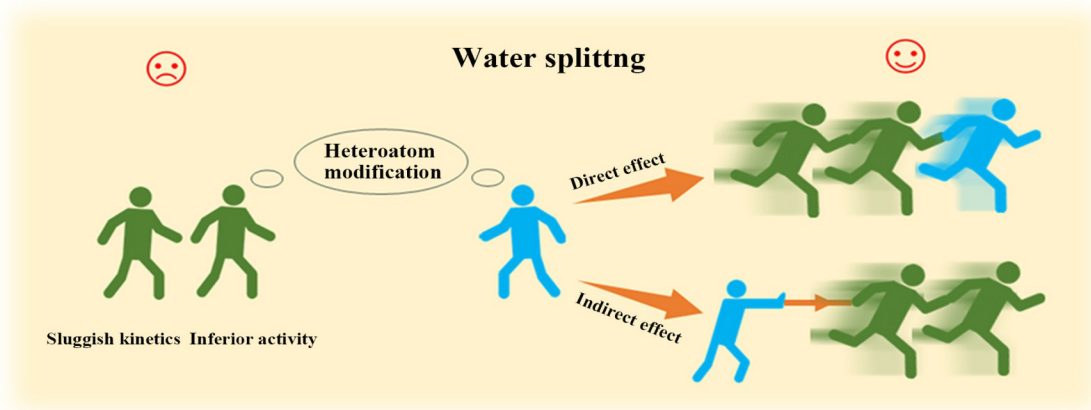 Water splittng
Heteroatom
modification
Direct effect
Indirect effect
Sluggish kinetics Inferior activity